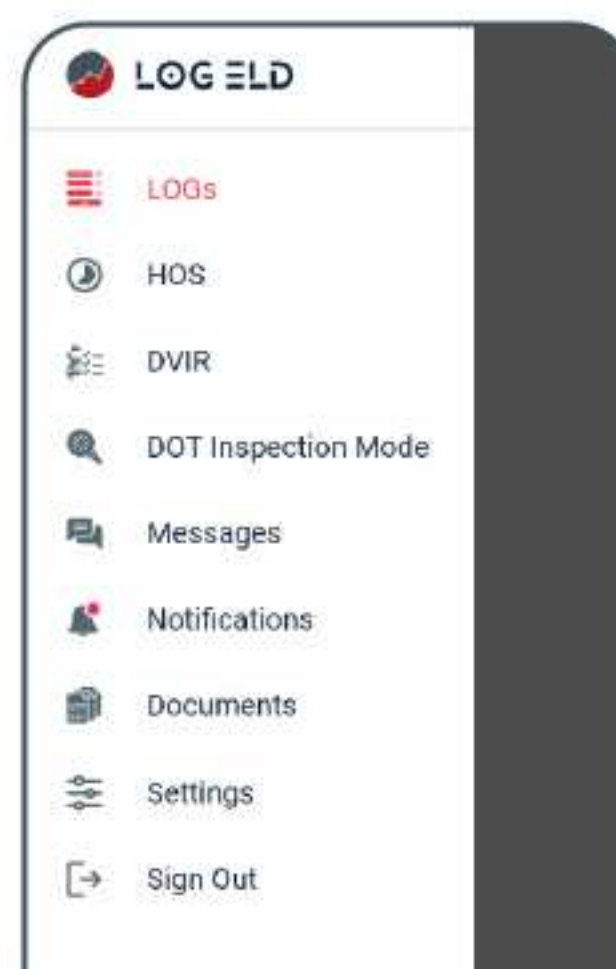 LOG ELD
LOGs
HOS
DVIR
DOT Inspection Mode
Messages
Notifications
Documents
Settings
Sign Out